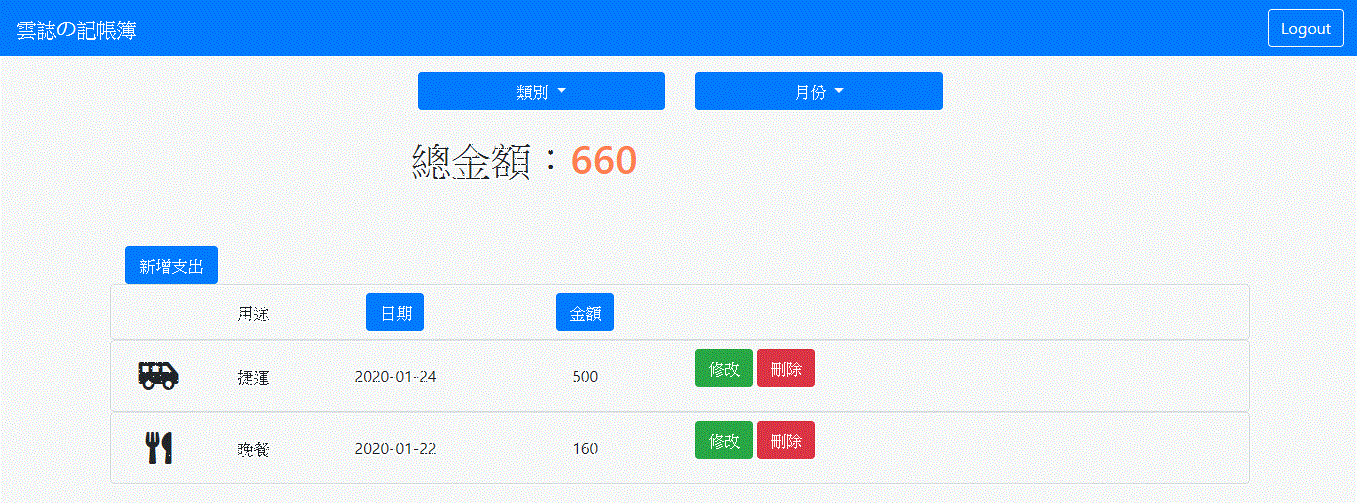 雲誌の記帳簿 Logout
類別 月份
總金額：660
新增支出
用途 日期 金額
捷運 2020-01-24 500 修改 刪除
晚餐 2020-01-22 160 修改 刪除